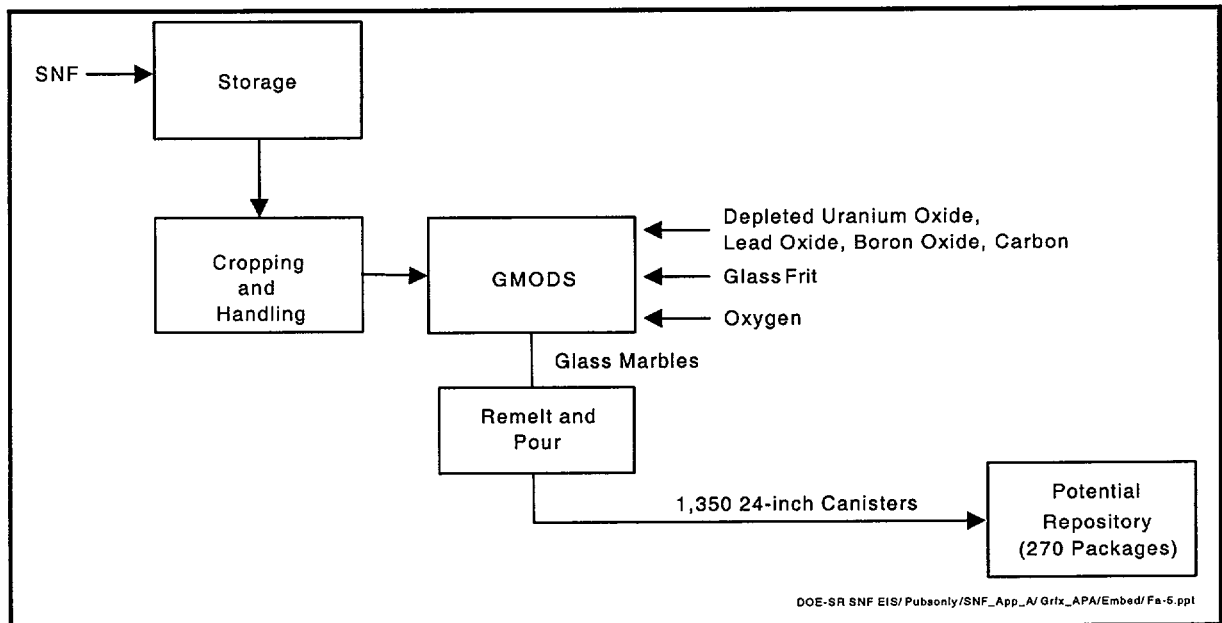 SNF
Storage
Cropping
and
Handling
GMODS
Depleted Uranium Oxide,
Lead Oxide, Boron Oxide, Carbon
Glass Frit
Oxygen
Glass Marbles
Remelt and
Pour
1,350 24-inch Canisters
Potential
Repository
(270 Packages)
DOE-SR SNF EIS/ Pubsonly/SNF_App_A/ Grfx_APA/Embed/ Fa-5.ppt